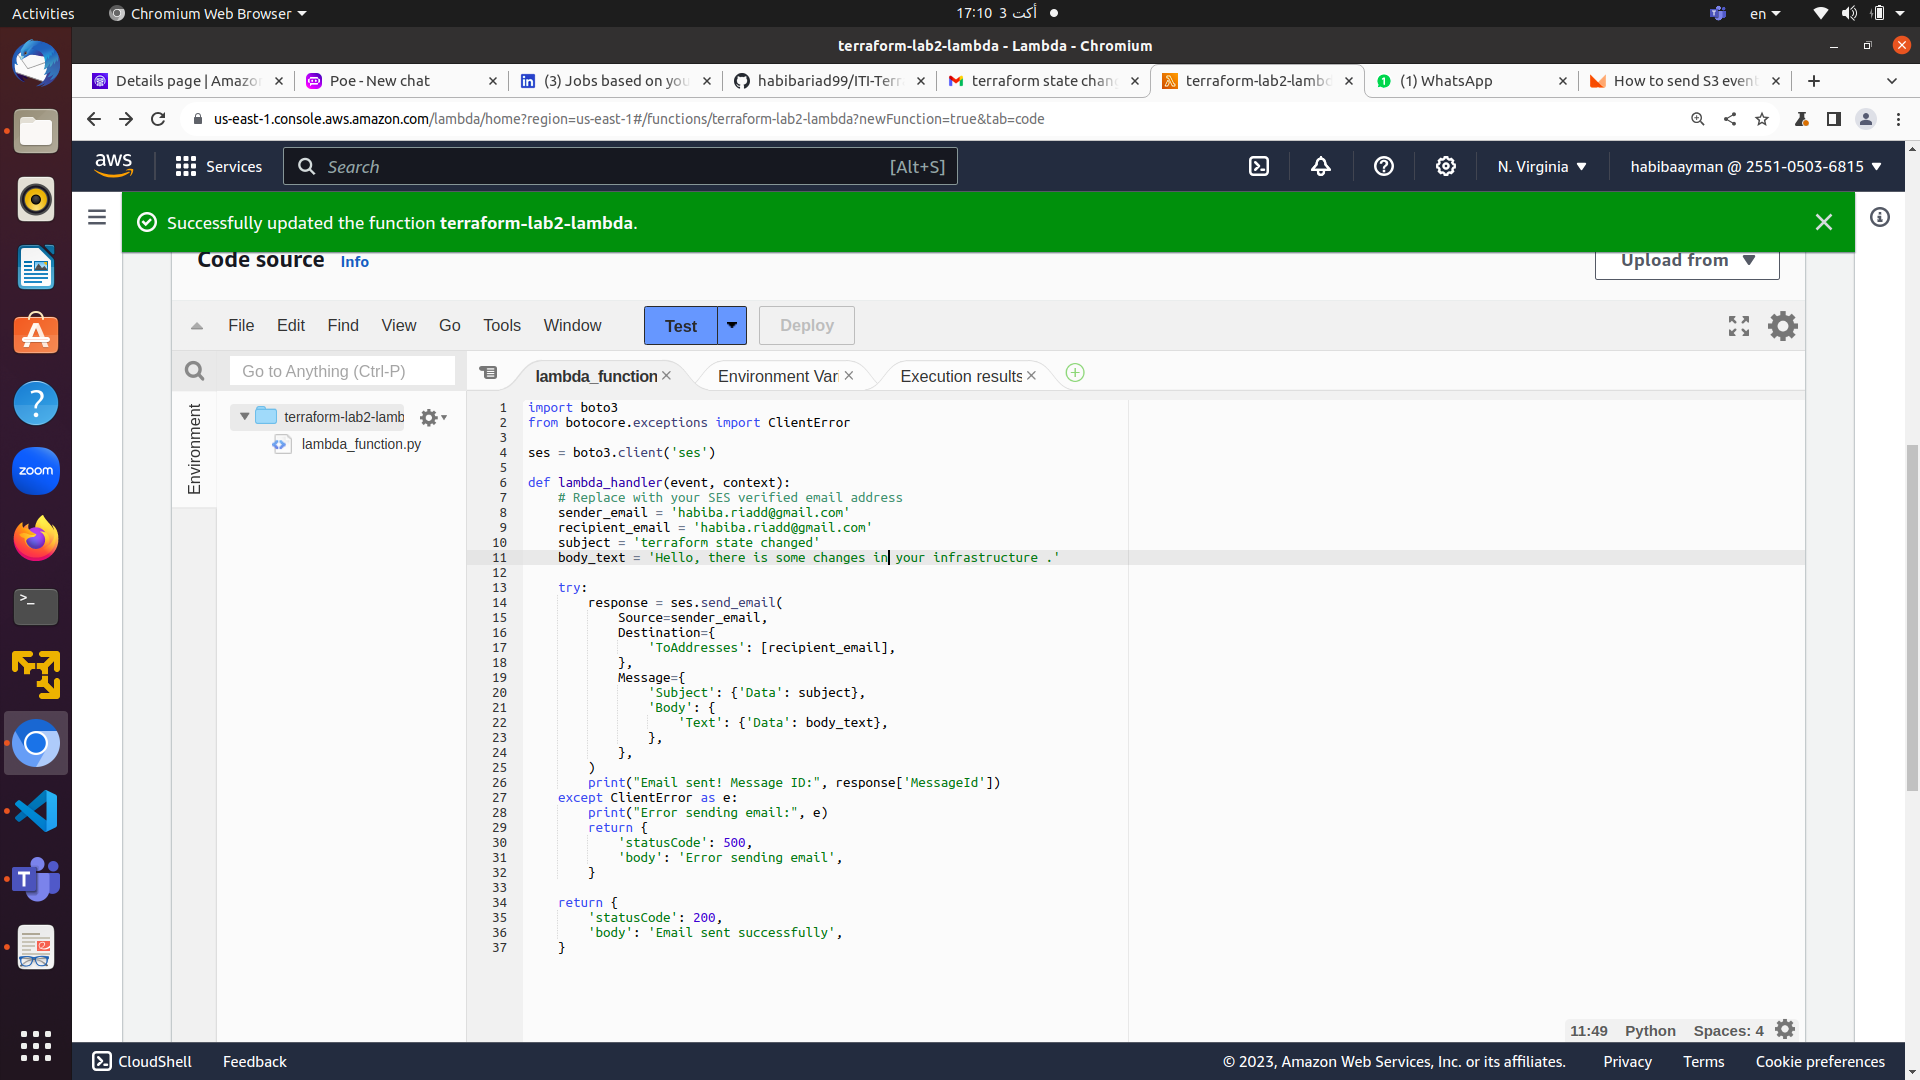 Activities
Chromium Web Browser
17:10 3 أكت
en
terraform-lab2-lambda - Lambda - Chromium
Details page | Amazo
Poe - New chat
(3) Jobs based on you
habibariad99/ITI-Terr
terraform state chan
terraform-lab2-lambd
(1) WhatsApp
How to send S3 event
us-east-1.console.aws.amazon.com/lambda/home?region=us-east-1#/functions/terraform-lab2-lambda?newFunction=true&tab=code
aws
Services
Search
[Alt+S]
N. Virginia
habibaayman @ 2551-0503-6815
Successfully updated the function terraform-lab2-lambda.
Code source
Info
Upload from
File Edit Find View Go Tools Window
Test
Deploy
Go to Anything (Ctrl-P)
lambda_function
Environment Vari
Execution results
Environment
terraform-lab2-lamb
lambda_function.py
1 import boto3
2 from botocore.exceptions import ClientError
3
4 ses = boto3.client('ses')
5
6 def lambda_handler(event, context):
7     # Replace with your SES verified email address
8     sender_email = 'habiba.riadd@gmail.com'
9     recipient_email = 'habiba.riadd@gmail.com'
10     subject = 'terraform state changed'
11     body_text = 'Hello, there is some changes in your infrastructure .'
12
13     try:
14         response = ses.send_email(
15             Source=sender_email,
16             Destination={
17                 'ToAddresses': [recipient_email],
18             },
19             Message={
20                 'Subject': {'Data': subject},
21                 'Body': {
22                     'Text': {'Data': body_text},
23                 },
24             },
25         )
26         print("Email sent! Message ID:", response['MessageId'])
27     except ClientError as e:
28         print("Error sending email:", e)
29         return {
30             'statusCode': 500,
31             'body': 'Error sending email',
32         }
33
34     return {
35         'statusCode': 200,
36         'body': 'Email sent successfully',
37     }
11:49 Python Spaces: 4
zoom
CloudShell
Feedback
© 2023, Amazon Web Services, Inc. or its affiliates.
Privacy
Terms
Cookie preferences